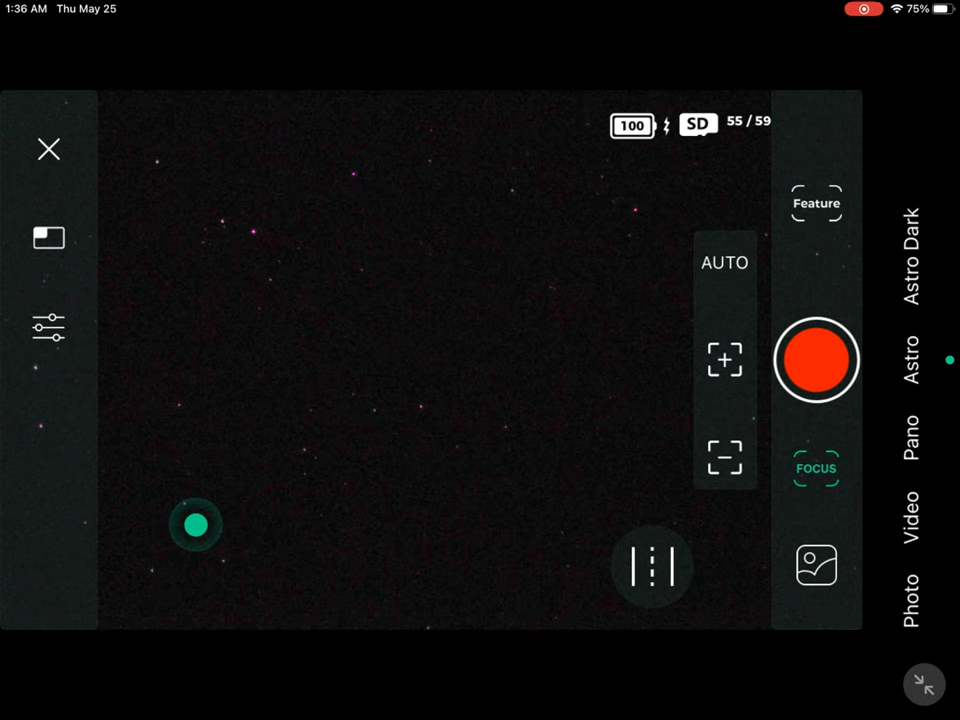 1:36 AM Thu May 25
75%
100
SD
55 / 59
Feature
AUTO
FOCUS
Astro Dark
Astro
Pano
Video
Photo